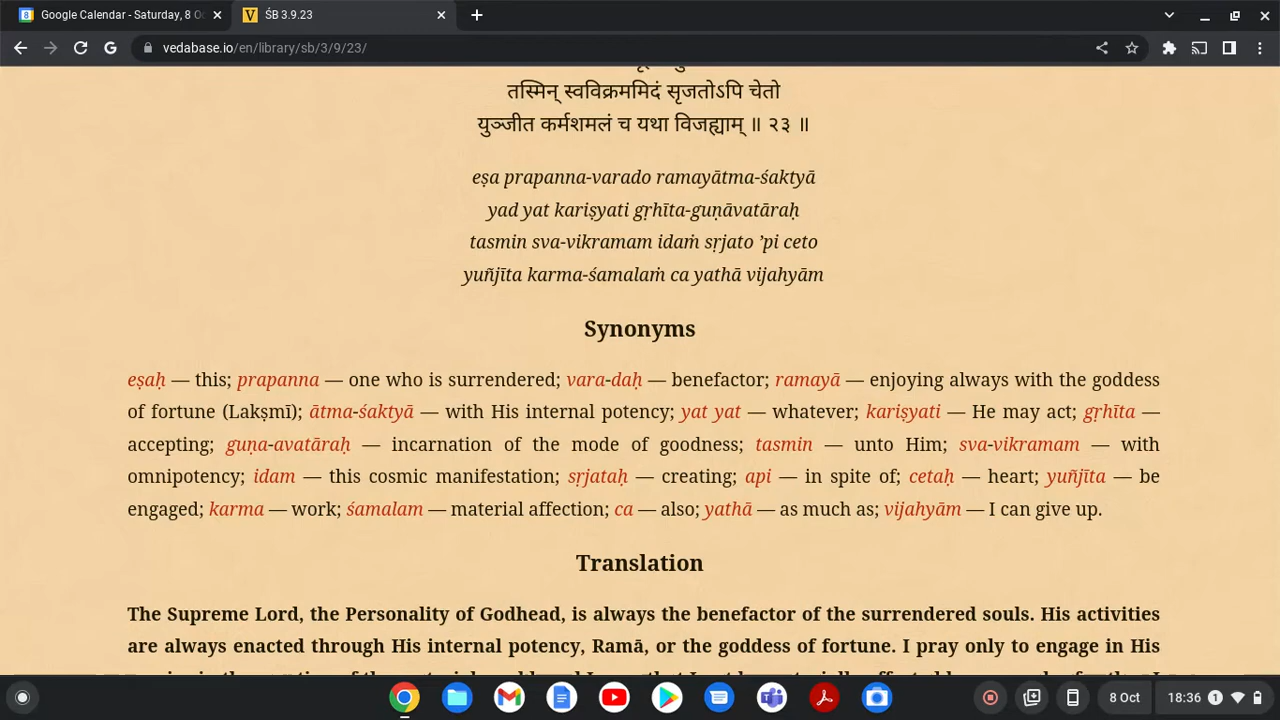 Google Calendar - Saturday, 8 Oc
ŚB 3.9.23
vedabase.io/en/library/sb/3/9/23/
तस्मिन् स्वविक्रममिदं सृजतोऽपि चेतो
युञ्जीत कर्मशमलं च यथा विजह्याम् ॥ २३ ॥
eṣa prapanna-varado ramayātma-śaktyā
yad yat kariṣyati gṛhīta-guṇāvatāraḥ
tasmin sva-vikramam idaṁ sṛjato ’pi ceto
yuñjīta karma-śamalaṁ ca yathā vijahyām
Synonyms
eṣaḥ — this; prapanna — one who is surrendered; vara-daḥ — benefactor; ramayā — enjoying always with the goddess
of fortune (Lakṣmī); ātma-śaktyā — with His internal potency; yat yat — whatever; kariṣyati — He may act; gṛhīta —
accepting; guṇa-avatāraḥ — incarnation of the mode of goodness; tasmin — unto Him; sva-vikramam — with
omnipotency; idam — this cosmic manifestation; sṛjataḥ — creating; api — in spite of; cetaḥ — heart; yuñjīta — be
engaged; karma — work; śamalam — material affection; ca — also; yathā — as much as; vijahyām — I can give up.
Translation
The Supreme Lord, the Personality of Godhead, is always the benefactor of the surrendered souls. His activities
are always enacted through His internal potency, Ramā, or the goddess of fortune. I pray only to engage in His
8 Oct
18:36
1